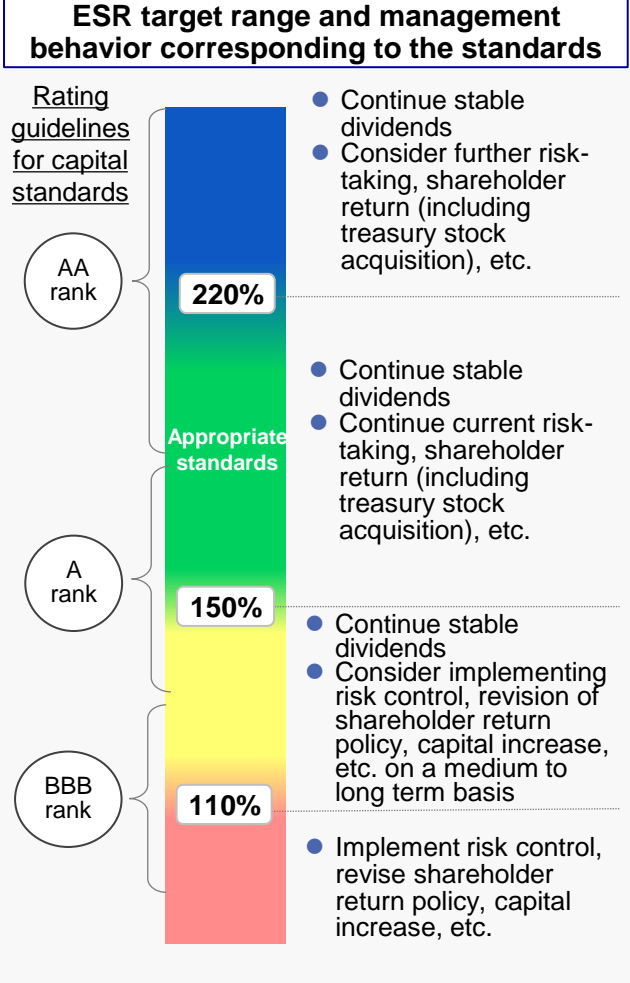 ESR target range and management
behavior corresponding to the standards
Rating
guidelines
for capital
standards
AA
rank
A
rank
BBB
rank
220%
Appropriate
standards
150%
110%
● Continue stable
dividends
● Consider further risk-
taking, shareholder
return (including
treasury stock
acquisition), etc.
● Continue stable
dividends
● Continue current risk-
taking, shareholder
return (including
treasury stock
acquisition), etc.
● Continue stable
dividends
● Consider implementing
risk control, revision of
shareholder return
policy, capital increase,
etc. on a medium to
long term basis
● Implement risk control,
revise shareholder
return policy, capital
increase, etc.